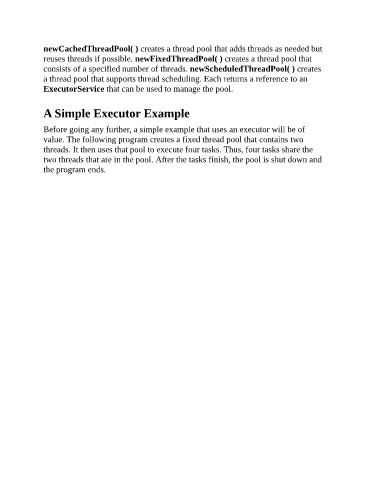 newCachedThreadPool( ) creates a thread pool that adds threads as needed but
reuses threads if possible. newFixedThreadPool( ) creates a thread pool that
consists of a specified number of threads. newScheduledThreadPool( ) creates
a thread pool that supports thread scheduling. Each returns a reference to an
ExecutorService that can be used to manage the pool.
A Simple Executor Example
Before going any further, a simple example that uses an executor will be of
value. The following program creates a fixed thread pool that contains two
threads. It then uses that pool to execute four tasks. Thus, four tasks share the
two threads that are in the pool. After the tasks finish, the pool is shut down and
the program ends.